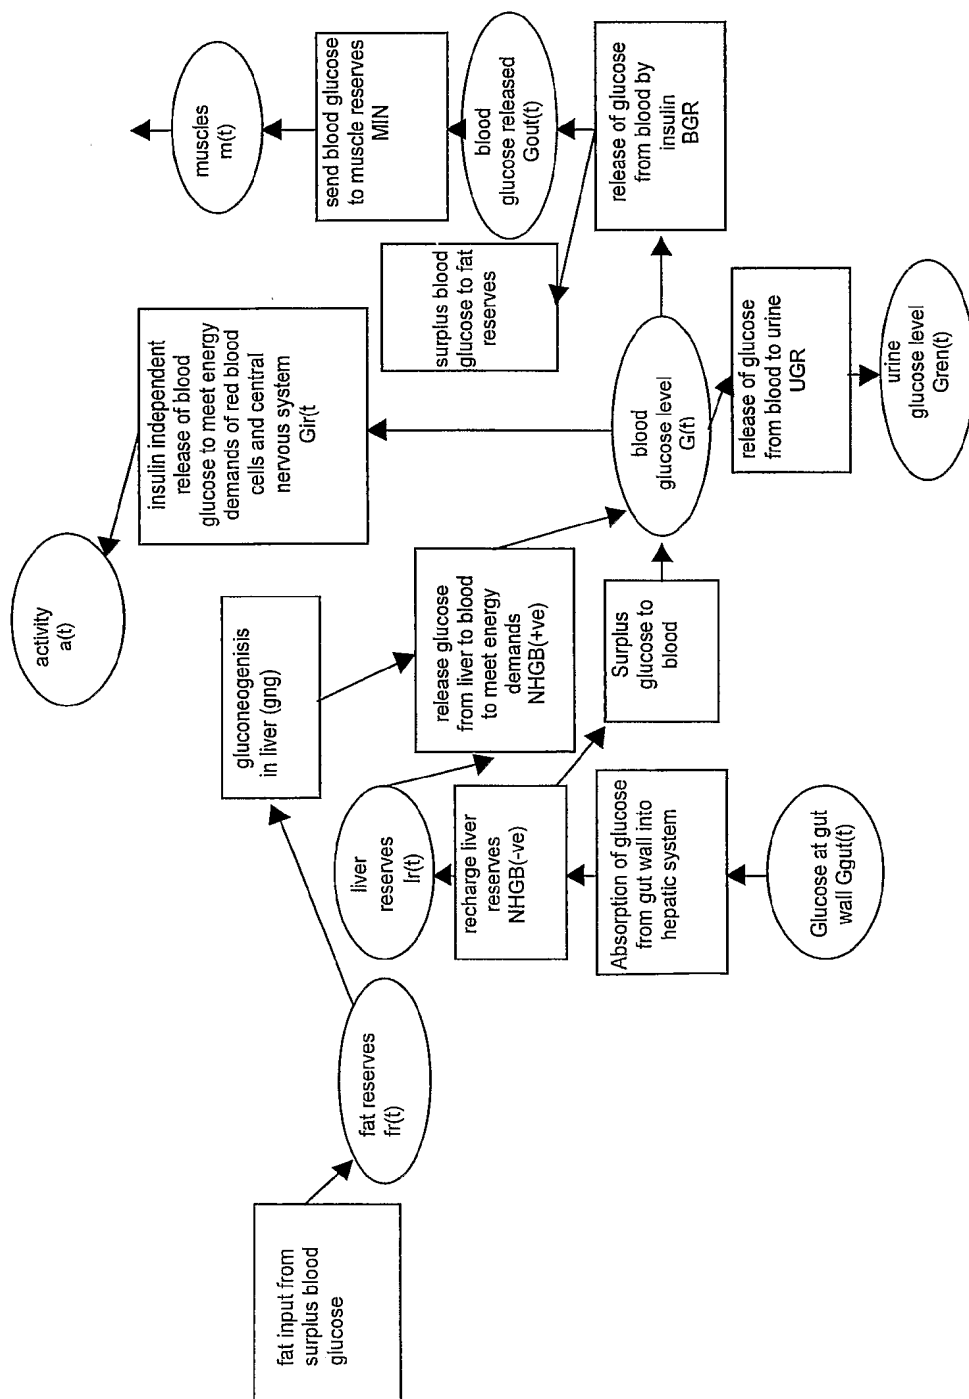 fat input from
surplus blood
glucose
fat reserves
fr(t)
gluconeogenisis
in liver (gng)
activity
a(t)
liver
reserves
lr(t)
recharge liver
reserves
NHGB(-ve)
Absorption of glucose
from gut wall into
hepatic system
Glucose at gut
wall Ggut(t)
release glucose
from liver to blood
to meet energy
demands
NHGB(+ve)
Surplus
glucose to
blood
insulin independent
release of blood
glucose to meet energy
demands of red blood
cells and central
nervous system
Gir(t
blood
glucose level
G(t)
surplus blood
glucose to fat
reserves
release of glucose
from blood to urine
UGR
urine
glucose level
Gren(t)
muscles
m(t)
send blood glucose
to muscle reserves
MIN
blood
glucose released
Gout(t)
release of glucose
from blood by
insulin
BGR